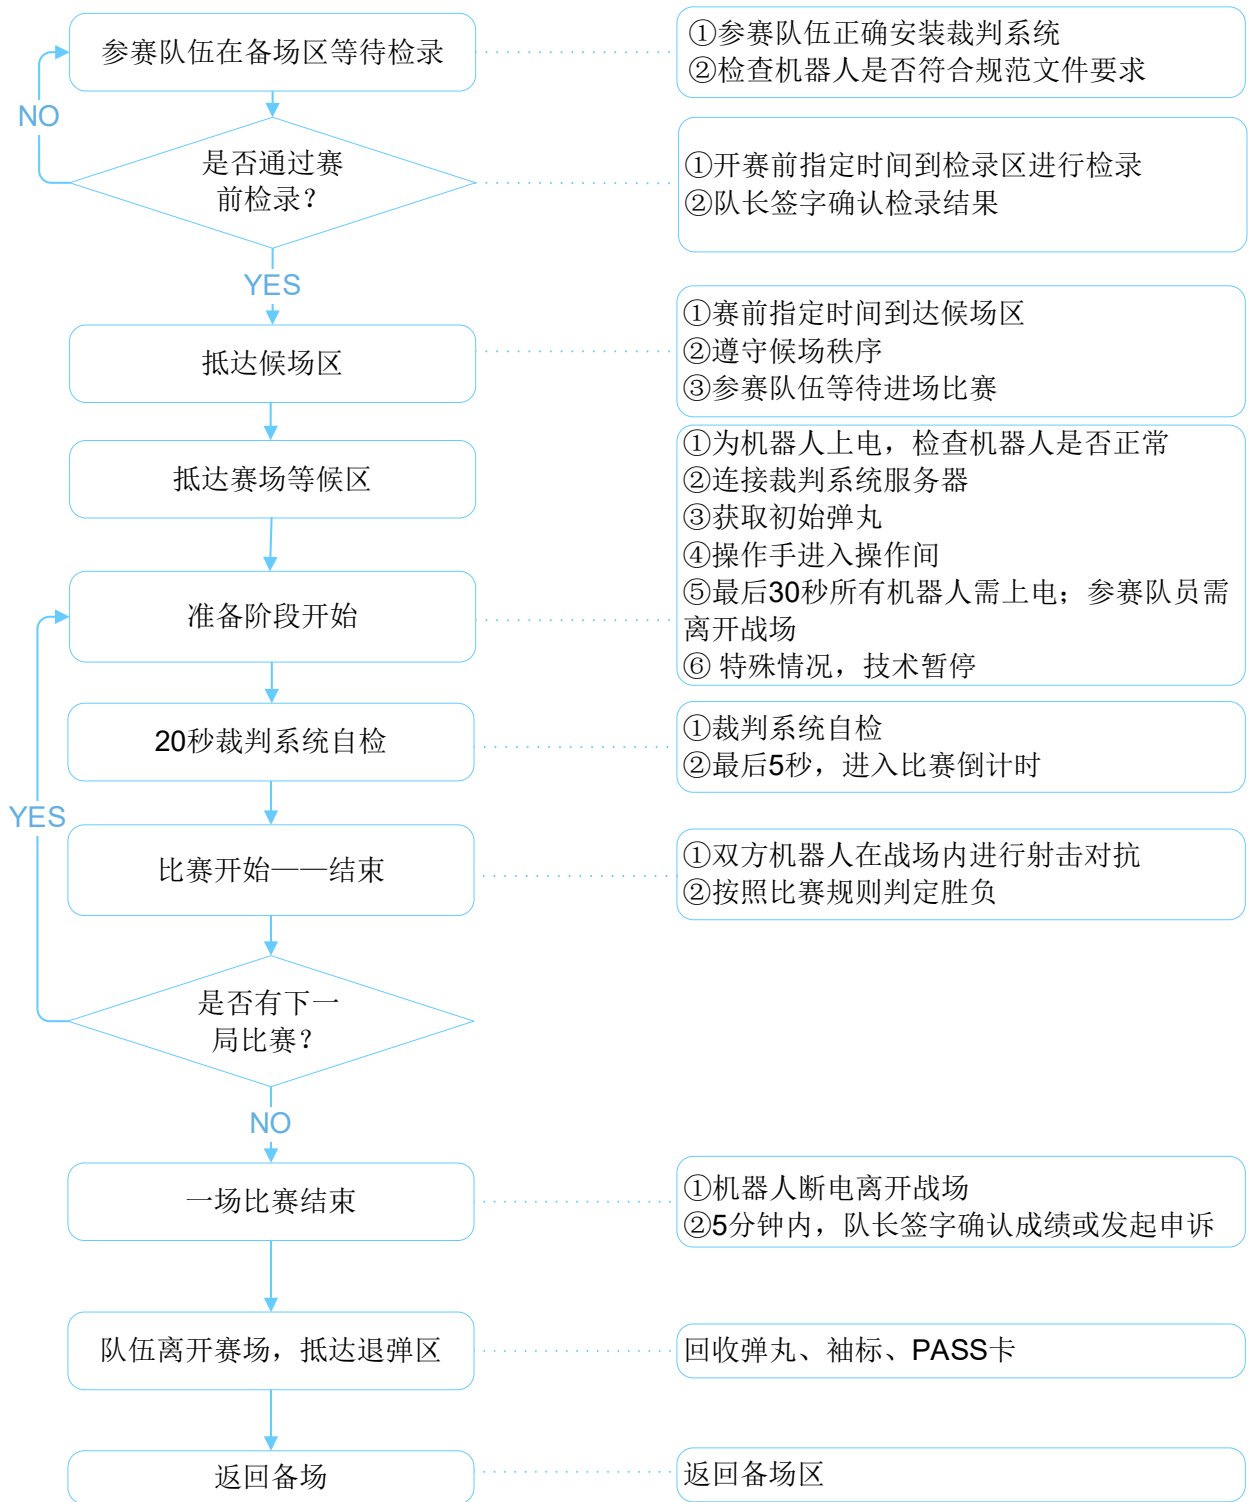 参赛队伍在备场区等待检录
①参赛队伍正确安装裁判系统
②检查机器人是否符合规范文件要求
NO
是否通过赛
前检录？
①开赛前指定时间到检录区进行检录
②队长签字确认检录结果
YES
抵达候场区
①赛前指定时间到达候场区
②遵守候场秩序
③参赛队伍等待进场比赛
抵达赛场等候区
①为机器人上电，检查机器人是否正常
②连接裁判系统服务器
③获取初始弹丸
④操作手进入操作间
⑤最后30秒所有机器人需上电；参赛队员需
离开战场
⑥ 特殊情况，技术暂停
准备阶段开始
20秒裁判系统自检
①裁判系统自检
②最后5秒，进入比赛倒计时
YES
比赛开始——结束
①双方机器人在战场内进行射击对抗
②按照比赛规则判定胜负
是否有下一
局比赛？
NO
一场比赛结束
①机器人断电离开战场
②5分钟内，队长签字确认成绩或发起申诉
队伍离开赛场，抵达退弹区
回收弹丸、袖标、PASS卡
返回备场
返回备场区